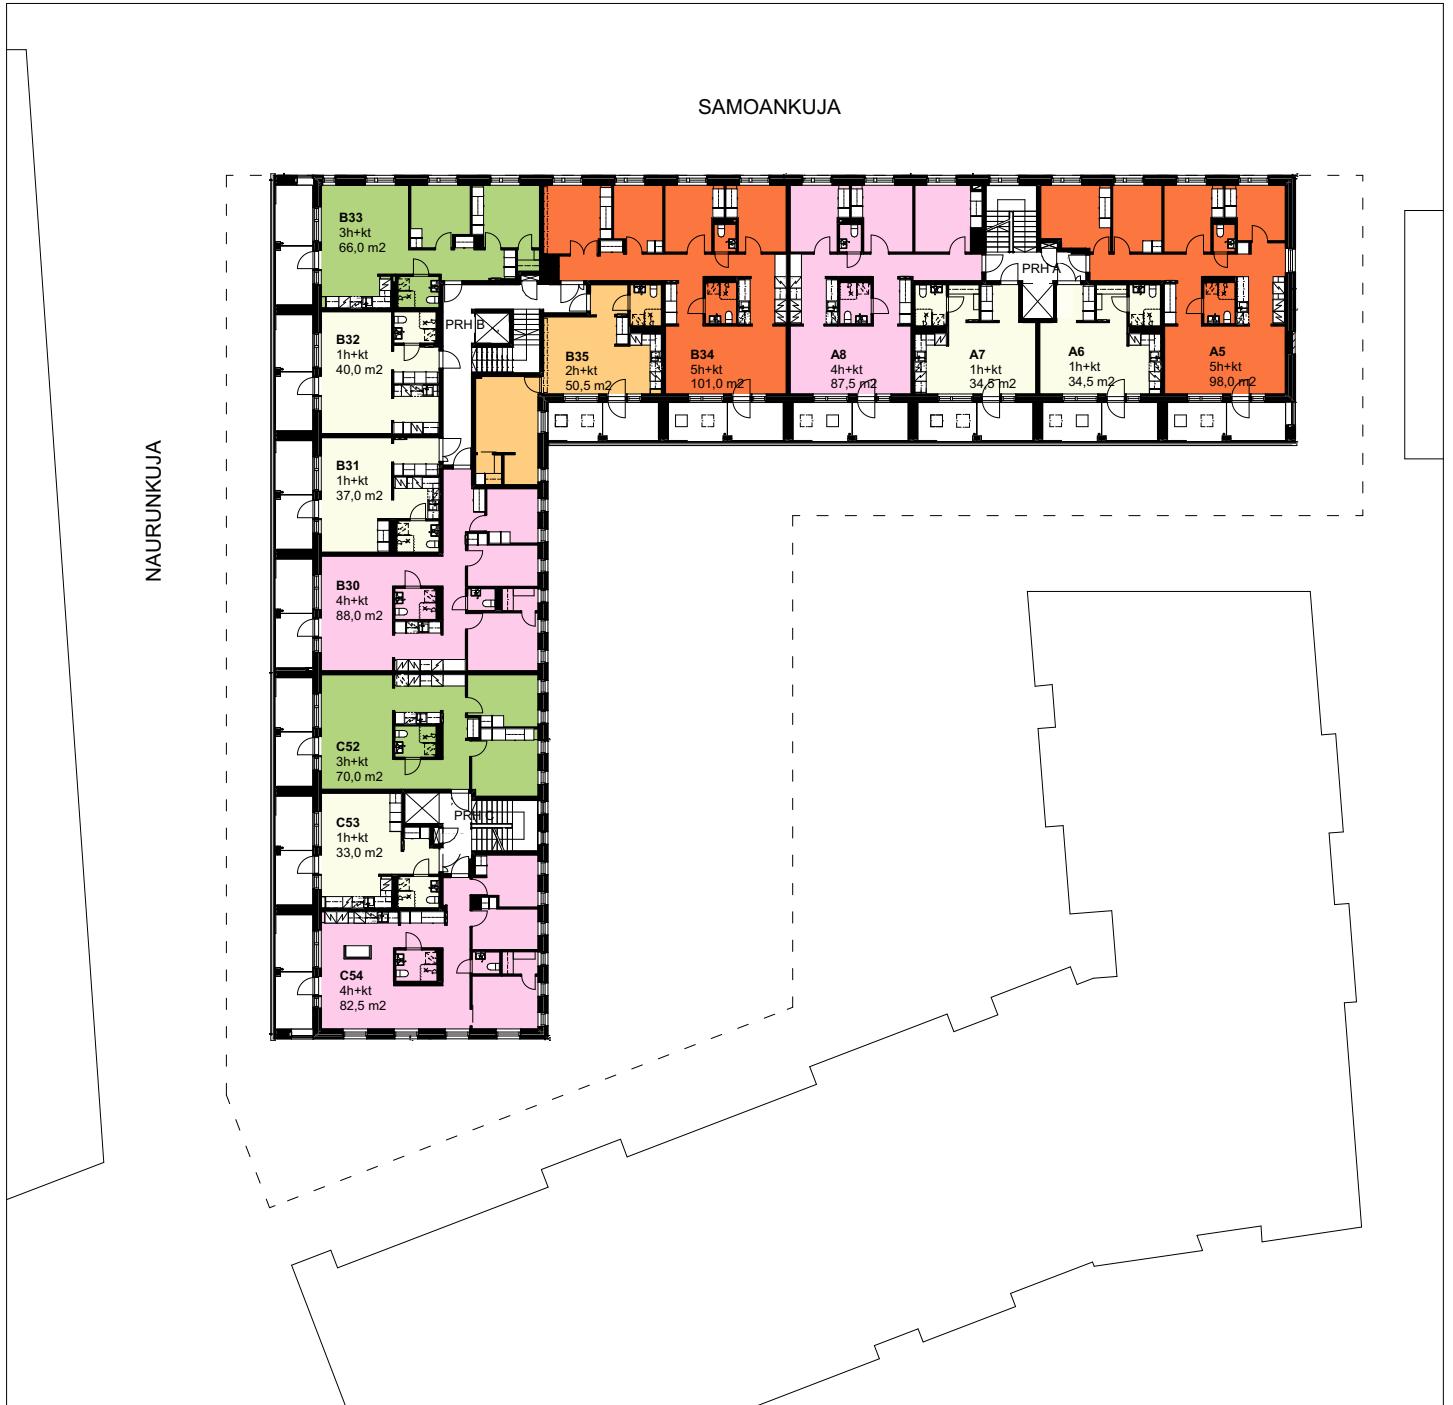 SAMOANKUJA
NAURUNKUJA
B33
3h+kt
66,0 m2
B32
1h+kt
40,0 m2
PRH B
B35
2h+kt
50,5 m2
B34
5h+kt
101,0 m2
A8
4h+kt
87,5 m2
A7
1h+kt
34,5 m2
PRH A
A6
1h+kt
34,5 m2
A5
5h+kt
98,0 m2
B31
1h+kt
37,0 m2
B30
4h+kt
88,0 m2
C52
3h+kt
70,0 m2
C53
1h+kt
33,0 m2
PRH C
C54
4h+kt
82,5 m2